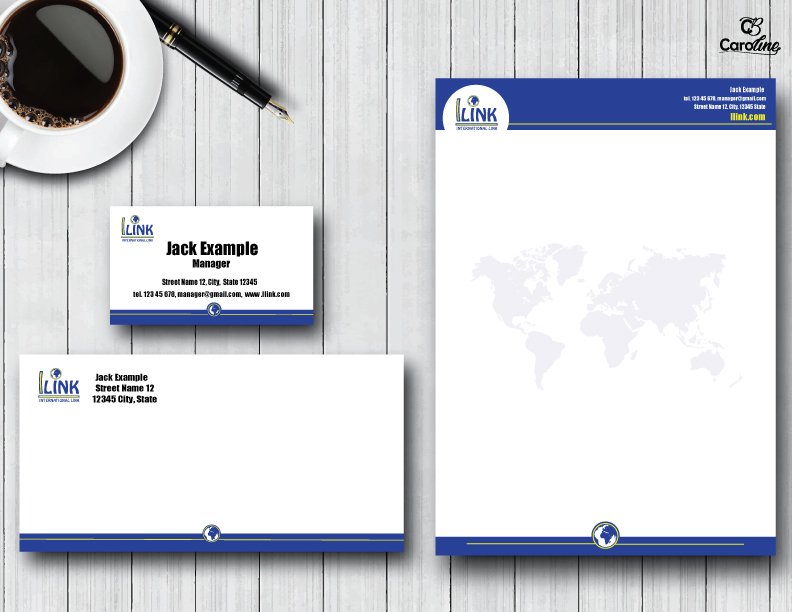 CB
Caroline
ILINK
INTERNATIONAL LINK
Jack Example
tel. 123 45 678, manager@gmail.com
Street Name 12, City, State 12345
ilink.com
ILINK
INTERNATIONAL LINK
Jack Example
Manager
Street Name 12, City, State 12345
tel. 123 45 678, manager@gmail.com, www.ilink.com
ILINK
INTERNATIONAL LINK
Jack Example
Street Name 12
12345 City, State